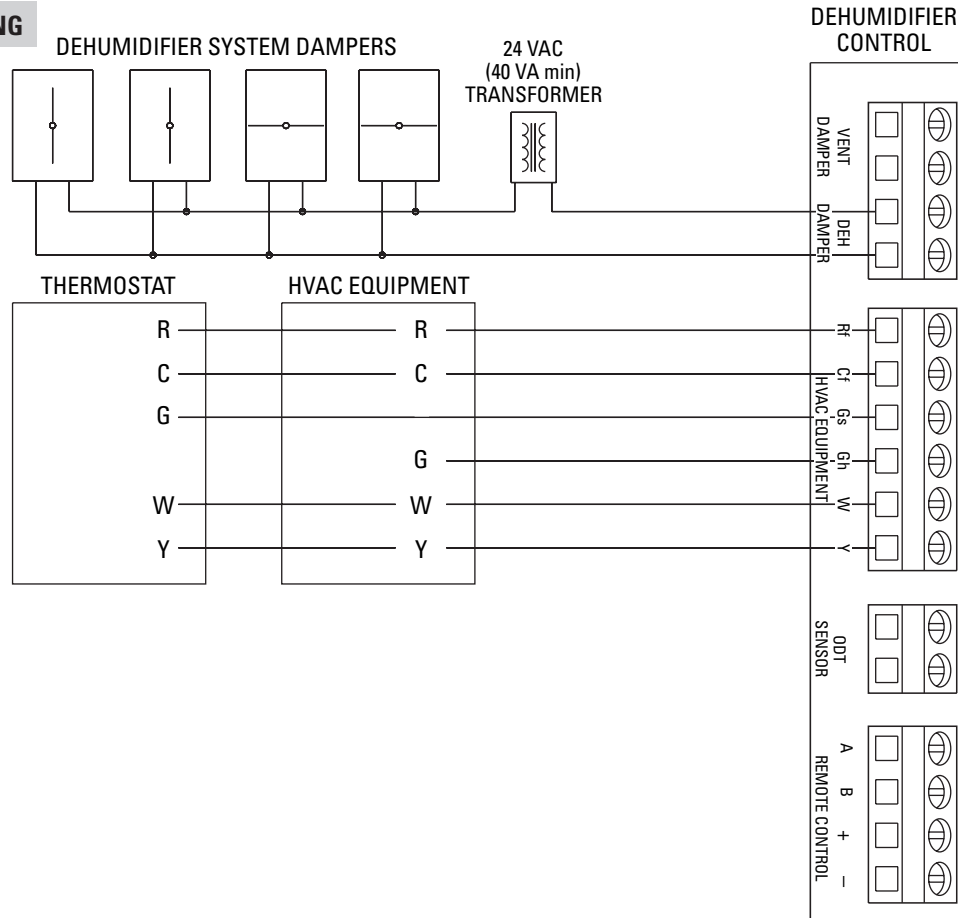 NG
DEHUMIDIFIER SYSTEM DAMPERS
24 VAC
(40 VA min)
TRANSFORMER
DEHUMIDIFIER
CONTROL
VENT
DAMPER
DEH
DAMPER
THERMOSTAT
HVAC EQUIPMENT
R
R
Rf
C
C
Cf
G
Gs
G
Gh
W
W
W
Y
Y
Y
HVAC EQUIPMENT
ODT
SENSOR
A
B
+
–
REMOTE CONTROL